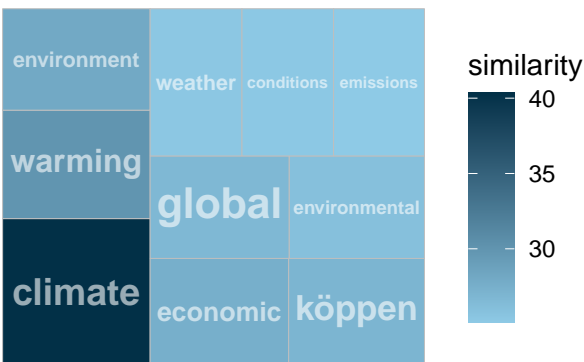 environment
weather
conditions
emissions
warming
global
environmental
climate
economic
köppen
similarity
40
35
30